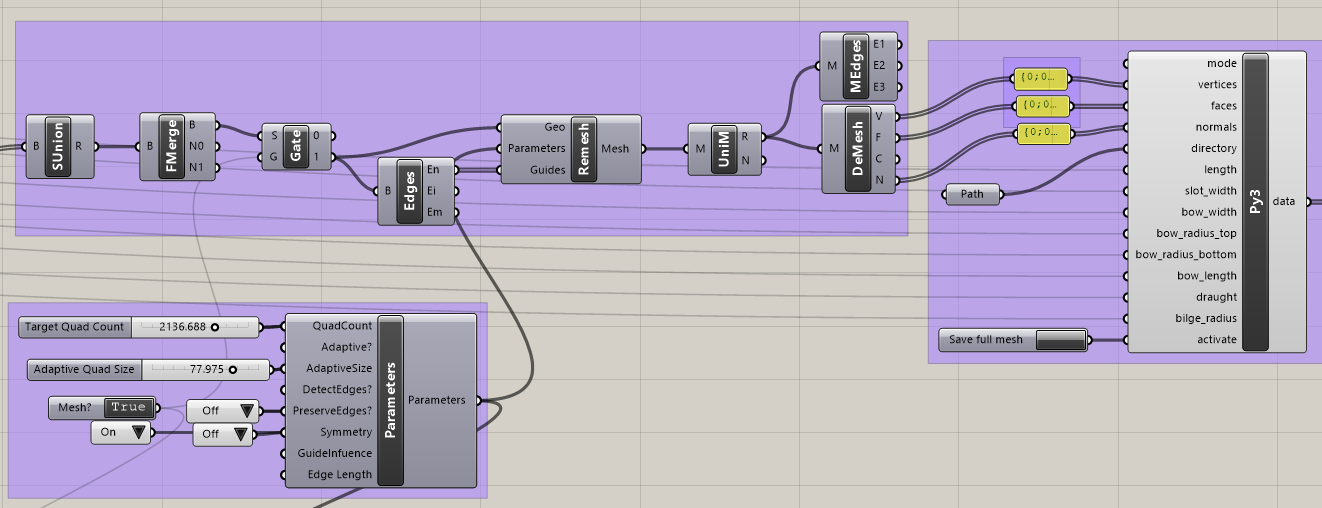 B
SUnion
R
B
FMerge
B
N0
N1
S
G
Gate
0
1
B
Edges
En
Ei
Em
Geo
Parameters
Guides
Remesh
Mesh
M
UniM
R
N
M
MEdges
E1
E2
E3
M
DeMesh
V
F
C
N
{0;0...
{0;0...
{0;0...
Path
Save full mesh
mode
vertices
faces
normals
directory
length
slot_width
bow_width
bow_radius_top
bow_radius_bottom
bow_length
draught
bilge_radius
activate
Py3
data
Target Quad Count
2136.688
Adaptive Quad Size
77.975
Mesh?
True
On
Off
Off
QuadCount
Adaptive?
AdaptiveSize
DetectEdges?
PreserveEdges?
Symmetry
GuideInfuence
Edge Length
Parameters
Parameters